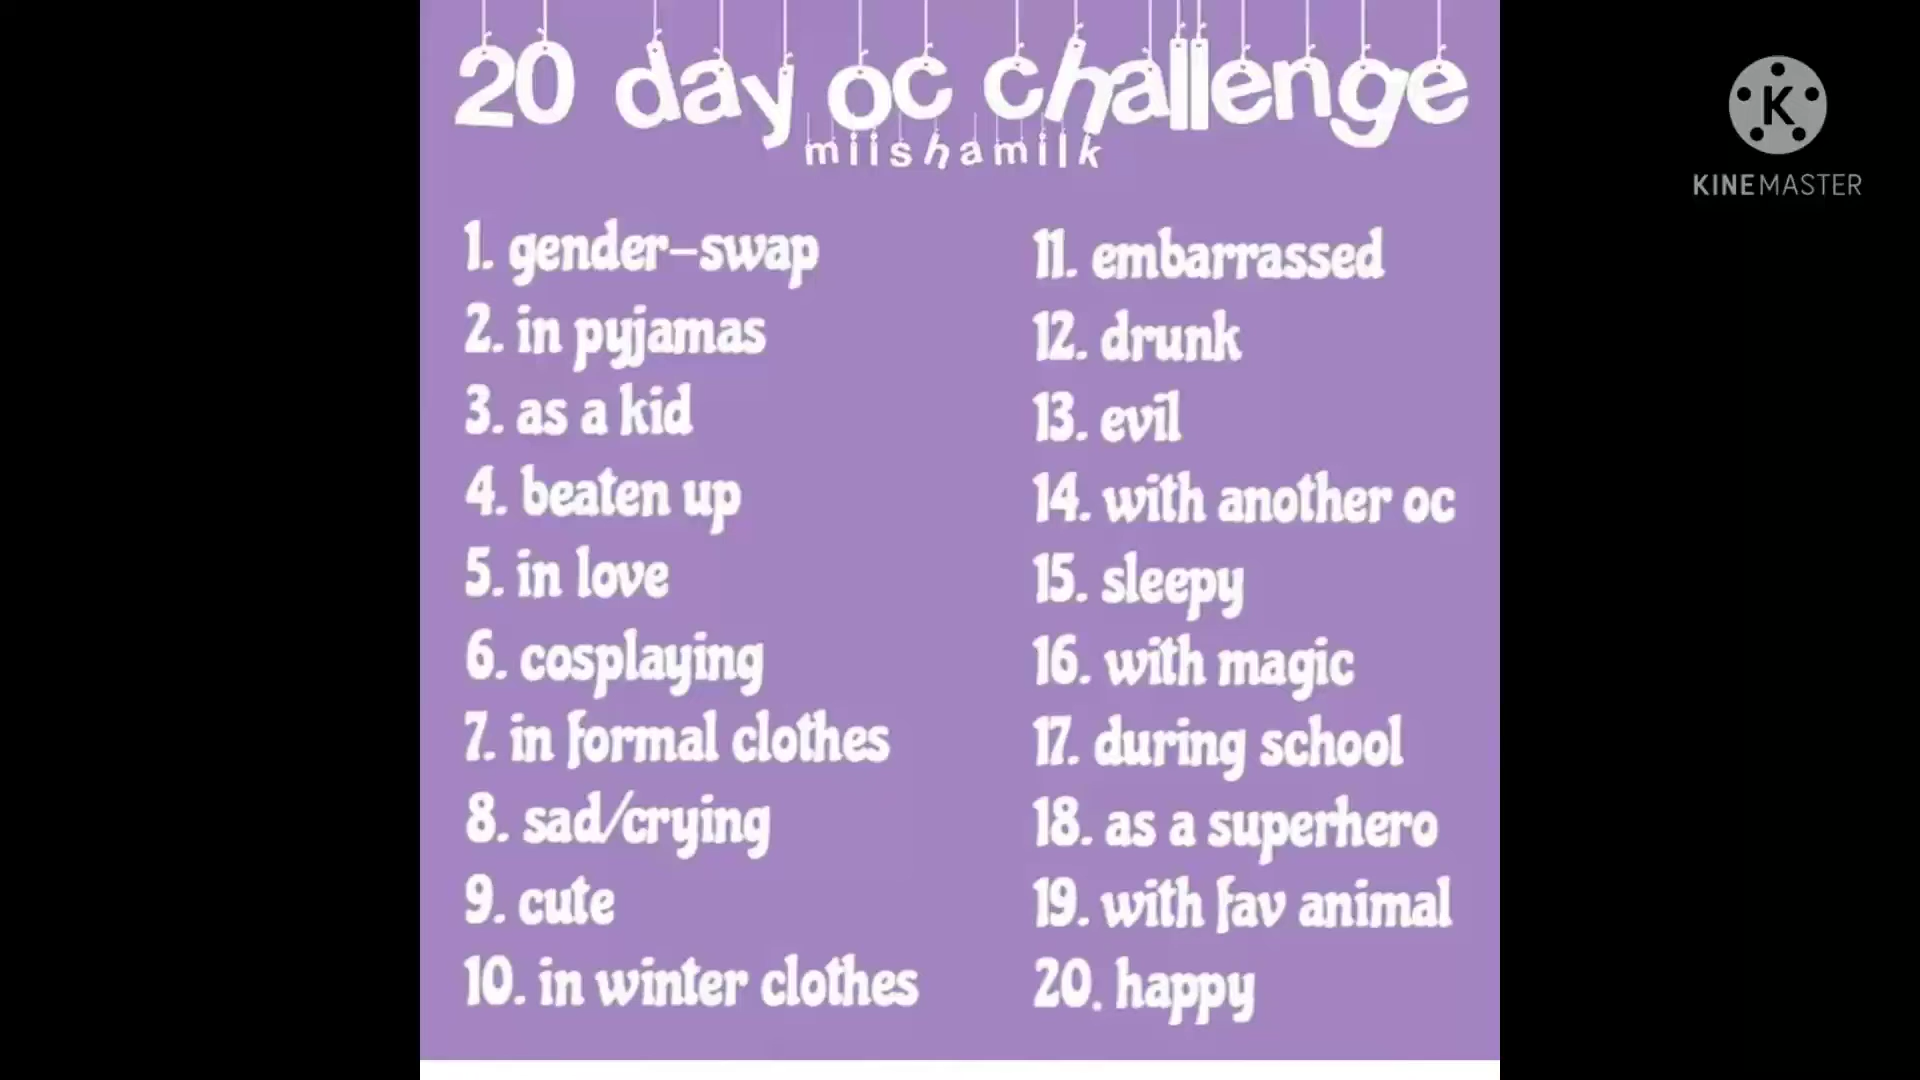 20 day oc challenge
miishamilk
1. gender-swap
2. in pyjamas
3. as a kid
4. beaten up
5. in love
6. cosplaying
7. in formal clothes
8. sad/crying
9. cute
10. in winter clothes
11. embarrassed
12. drunk
13. evil
14. with another oc
15. sleepy
16. with magic
17. during school
18. as a superhero
19. with fav animal
20. happy
K
KINEMASTER